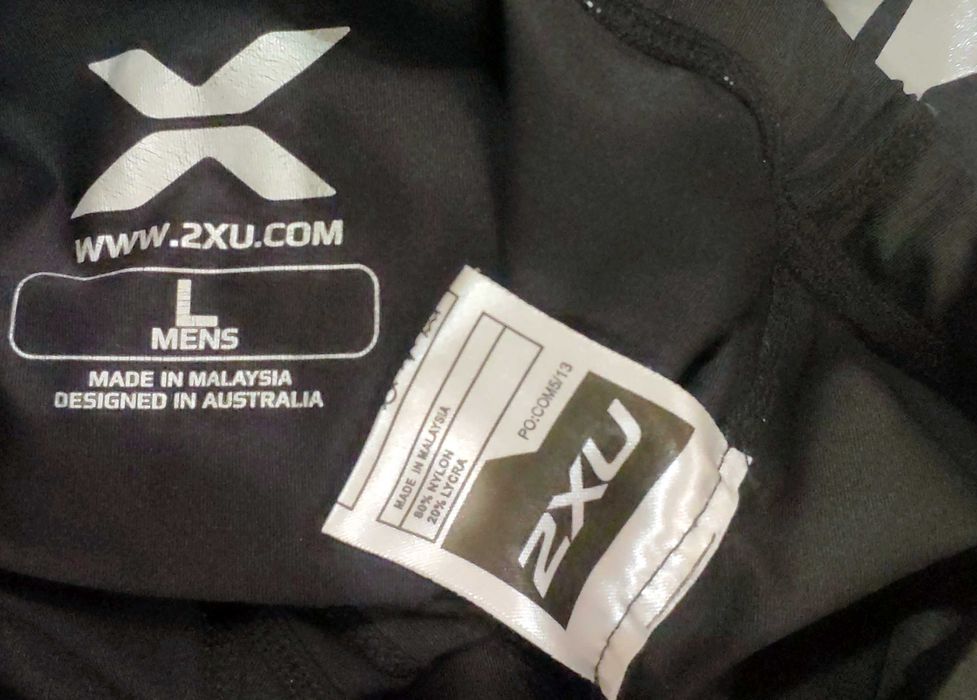 WWW.2XU.COM
L
MENS
MADE IN MALAYSIA
DESIGNED IN AUSTRALIA
MADE IN MALAYSIA
80% NYLON
20% LYCRA
PO:COM5/13
2XU